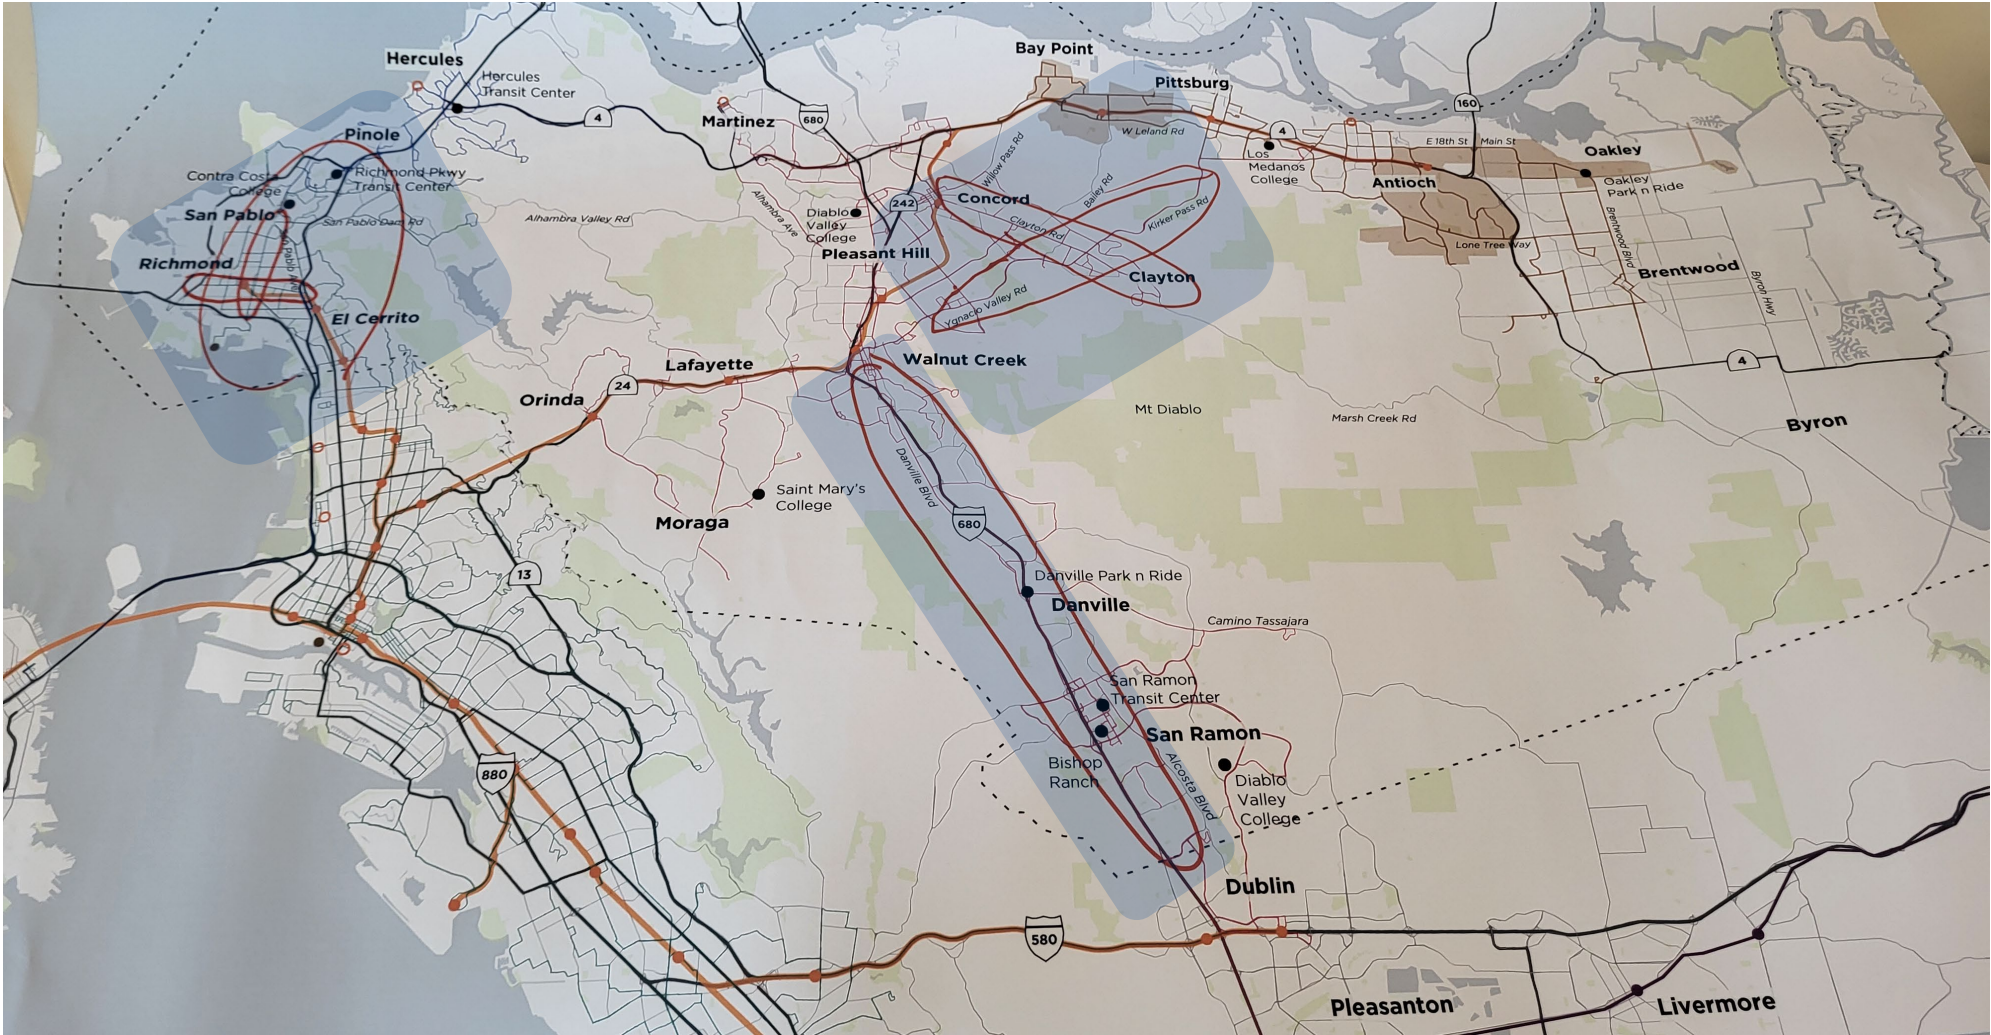 Bay Point
Hercules
Hercules
Transit Center
Pittsburg
160
4
680
Martinez
4
W Leland Rd
Pinole
Willow Pass Rd
E 18th St
Main St
Los
Medanos
College
Oakley
Contra Costa
College
Richmond Pkwy
Transit Center
Antioch
Oakley
Park n Ride
Bailey Rd
San Pablo
San Pablo Dam Rd
Alhambra Valley Rd
Alhambra Ave
Diablo
Valley
College
242
Concord
Clayton Rd
Kirker Pass Rd
Brentwood Blvd
Lone Tree Way
Pleasant Hill
San Pablo Ave
Richmond
Clayton
Brentwood
Byron Hwy
Ygnacio Valley Rd
El Cerrito
Walnut Creek
Lafayette
24
4
Orinda
Mt Diablo
Marsh Creek Rd
Byron
Danville Blvd
Saint Mary's
College
Moraga
680
13
Danville Park n Ride
Danville
Camino Tassajara
San Ramon
Transit Center
San Ramon
Bishop
Ranch
Alcosta Blvd
Diablo
Valley
College
880
Dublin
580
Pleasanton
Livermore